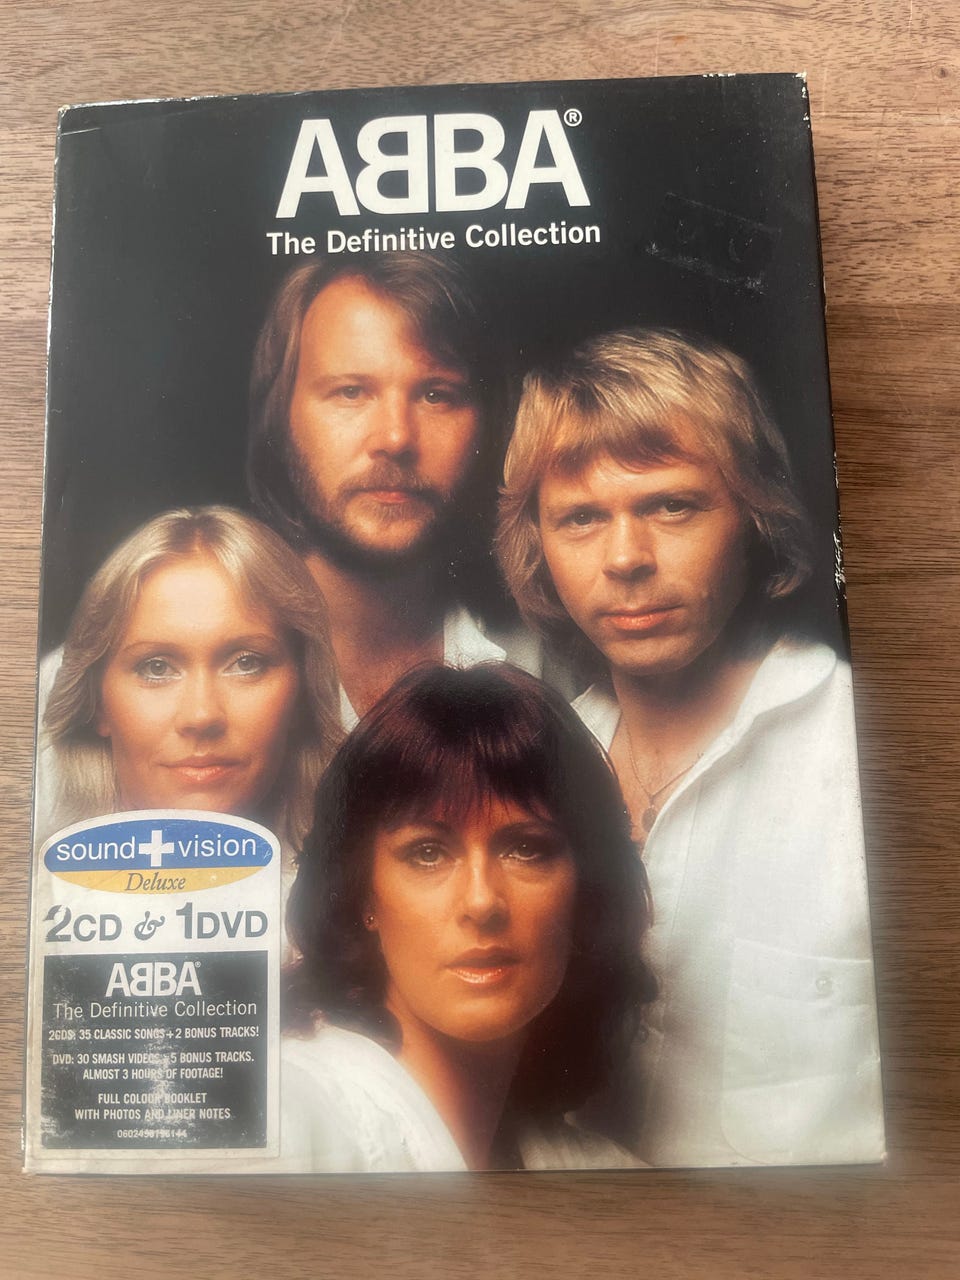 ABBA®
The Definitive Collection
sound+vision
Deluxe
2CD & 1DVD
ABBA®
The Definitive Collection
2CDS: 35 CLASSIC SONGS+2 BONUS TRACKS!
DVD: 30 SMASH VIDEOS+5 BONUS TRACKS.
ALMOST 3 HOURS OF FOOTAGE!
FULL COLOUR BOOKLET
WITH PHOTOS AND LINER NOTES